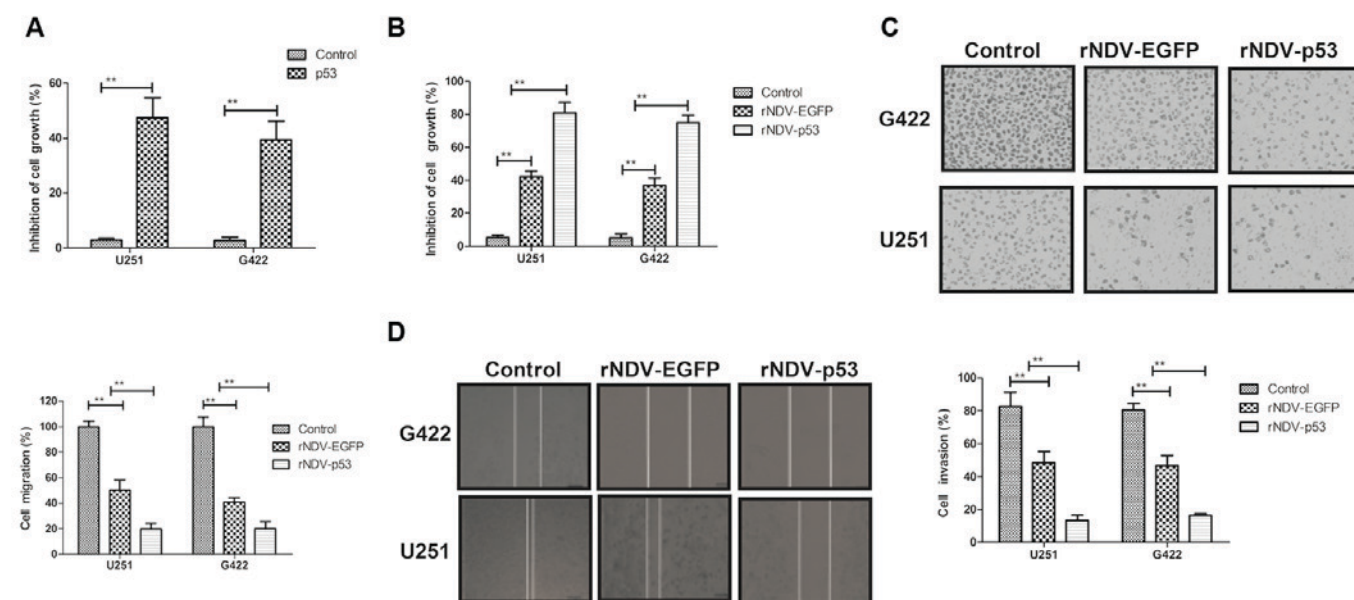 A
Control
p53
Inhibition of cell growth (%)
60
40
20
0
**
**
U251
G422
B
Control
rNDV-EGFP
rNDV-p53
Inhibition of cell growth (%)
100
80
60
40
20
0
**
**
**
**
U251
G422
C
Control
rNDV-EGFP
rNDV-p53
G422
U251
Cell migration (%)
120
100
80
60
40
20
0
**
**
**
**
U251
G422
Control
rNDV-EGFP
rNDV-p53
D
Control
rNDV-EGFP
rNDV-p53
G422
U251
Cell invasion (%)
100
80
60
40
20
0
**
**
**
**
U251
G422
Control
rNDV-EGFP
rNDV-p53